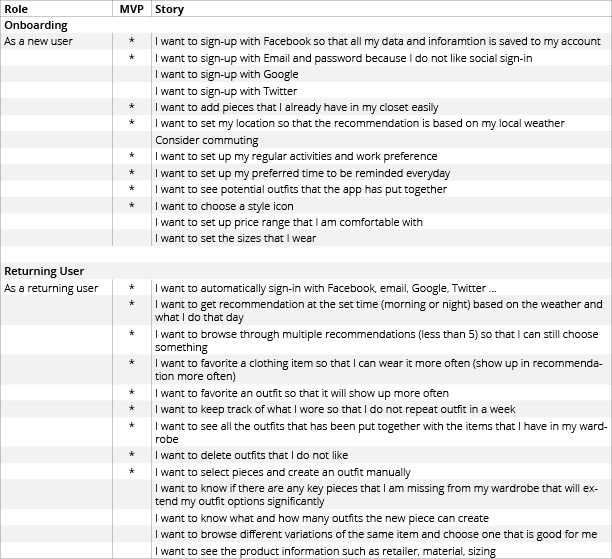 Role MVP Story
Onboarding
As a new user * I want to sign-up with Facebook so that all my data and inforamtion is saved to my account
* I want to sign-up with Email and password because I do not like social sign-in
I want to sign-up with Google
I want to sign-up with Twitter
* I want to add pieces that I already have in my closet easily
* I want to set my location so that the recommendation is based on my local weather
Consider commuting
* I want to set up my regular activities and work preference
* I want to set up my preferred time to be reminded everyday
* I want to see potential outfits that the app has put together
* I want to choose a style icon
I want to set up price range that I am comfortable with
I want to set the sizes that I wear
Returning User
As a returning user * I want to automatically sign-in with Facebook, email, Google, Twitter ...
* I want to get recommendation at the set time (morning or night) based on the weather and
what I do that day
* I want to browse through multiple recommendations (less than 5) so that I can still choose
something
* I want to favorite a clothing item so that I can wear it more often (show up in recommenda-
tion more often)
* I want to favorite an outfit so that it will show up more often
* I want to keep track of what I wore so that I do not repeat outfit in a week
* I want to see all the outfits that has been put together with the items that I have in my ward-
robe
* I want to delete outfits that I do not like
* I want to select pieces and create an outfit manually
I want to know if there are any key pieces that I am missing from my wardrobe that will ex-
tend my outfit options significantly
I want to know what and how many outfits the new piece can create
I want to browse different variations of the same item and choose one that is good for me
I want to see the product information such as retailer, material, sizing